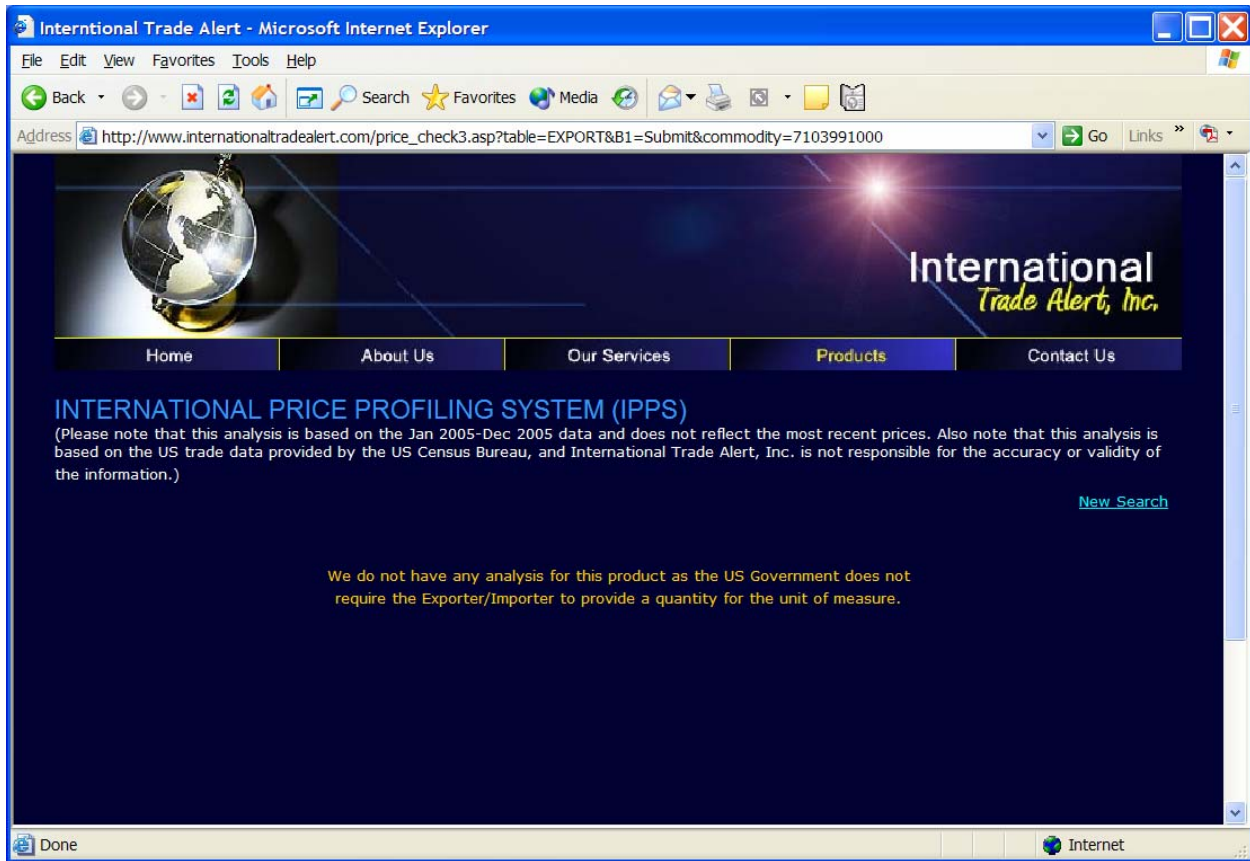 Interntional Trade Alert - Microsoft Internet Explorer
File Edit View Favorites Tools Help
Back Search Favorites Media
Address http://www.internationaltradealert.com/price_check3.asp?table=EXPORT&B1=Submit&commodity=7103991000 Go Links »
International
Trade Alert, Inc.
Home About Us Our Services Products Contact Us
INTERNATIONAL PRICE PROFILING SYSTEM (IPPS)
(Please note that this analysis is based on the Jan 2005-Dec 2005 data and does not reflect the most recent prices. Also note that this analysis is
based on the US trade data provided by the US Census Bureau, and International Trade Alert, Inc. is not responsible for the accuracy or validity of
the information.)
New Search
We do not have any analysis for this product as the US Government does not
require the Exporter/Importer to provide a quantity for the unit of measure.
Done Internet